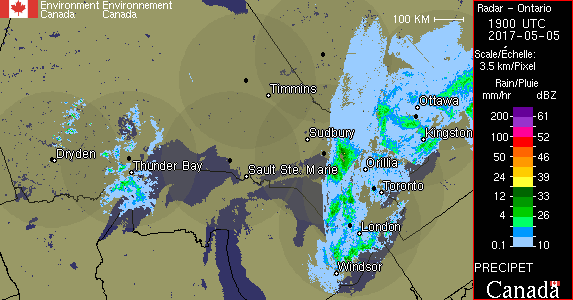 Environment Environnement
Canada Canada
100 KM
Timmins
Ottawa
Sudbury
Kingston
Dryden
Thunder Bay
Sault Ste. Marie
Orillia
Toronto
London
Windsor
Radar - Ontario
1900 UTC
2017-05-05
Scale/Échelle:
3.5 km/Pixel
Rain/Pluie
mm/hr dBZ
200 61
100 52
50 46
24 39
12 33
4 26
0.1 10
PRECIPET
Canada